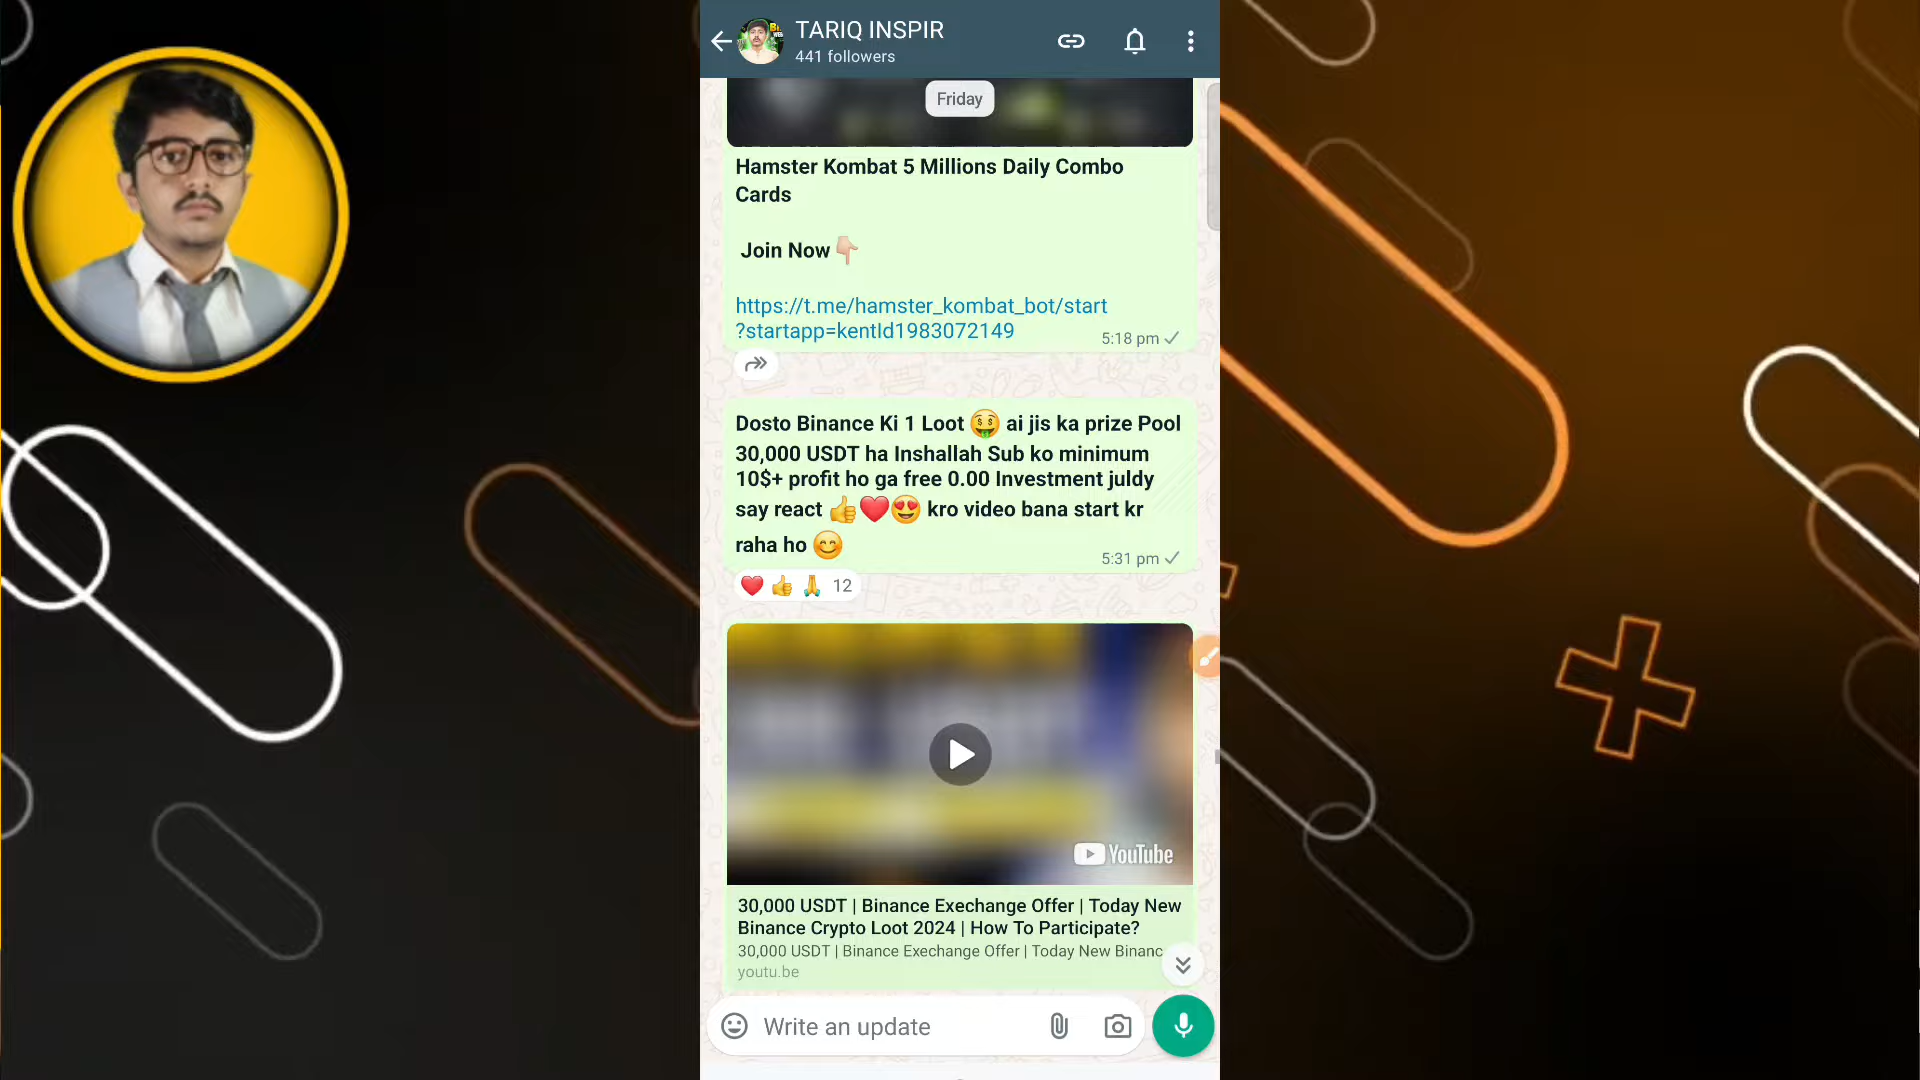 TARIQ INSPIR
441 followers
Friday
Hamster Kombat 5 Millions Daily Combo
Cards
Join Now👇🏻
https://t.me/hamster_kombat_bot/start
?startapp=kentId1983072149
5:18 pm
Dosto Binance Ki 1 Loot 🤑 ai jis ka prize Pool
30,000 USDT ha Inshallah Sub ko minimum
10$+ profit ho ga free 0.00 Investment juldy
say react 👍❤️😍 kro video bana start kr
raha ho 😊
5:31 pm
❤️ 👍 🙏 12
YouTube
30,000 USDT | Binance Exechange Offer | Today New
Binance Crypto Loot 2024 | How To Participate?
30,000 USDT | Binance Exechange Offer | Today New Binanc
youtu.be
Write an update